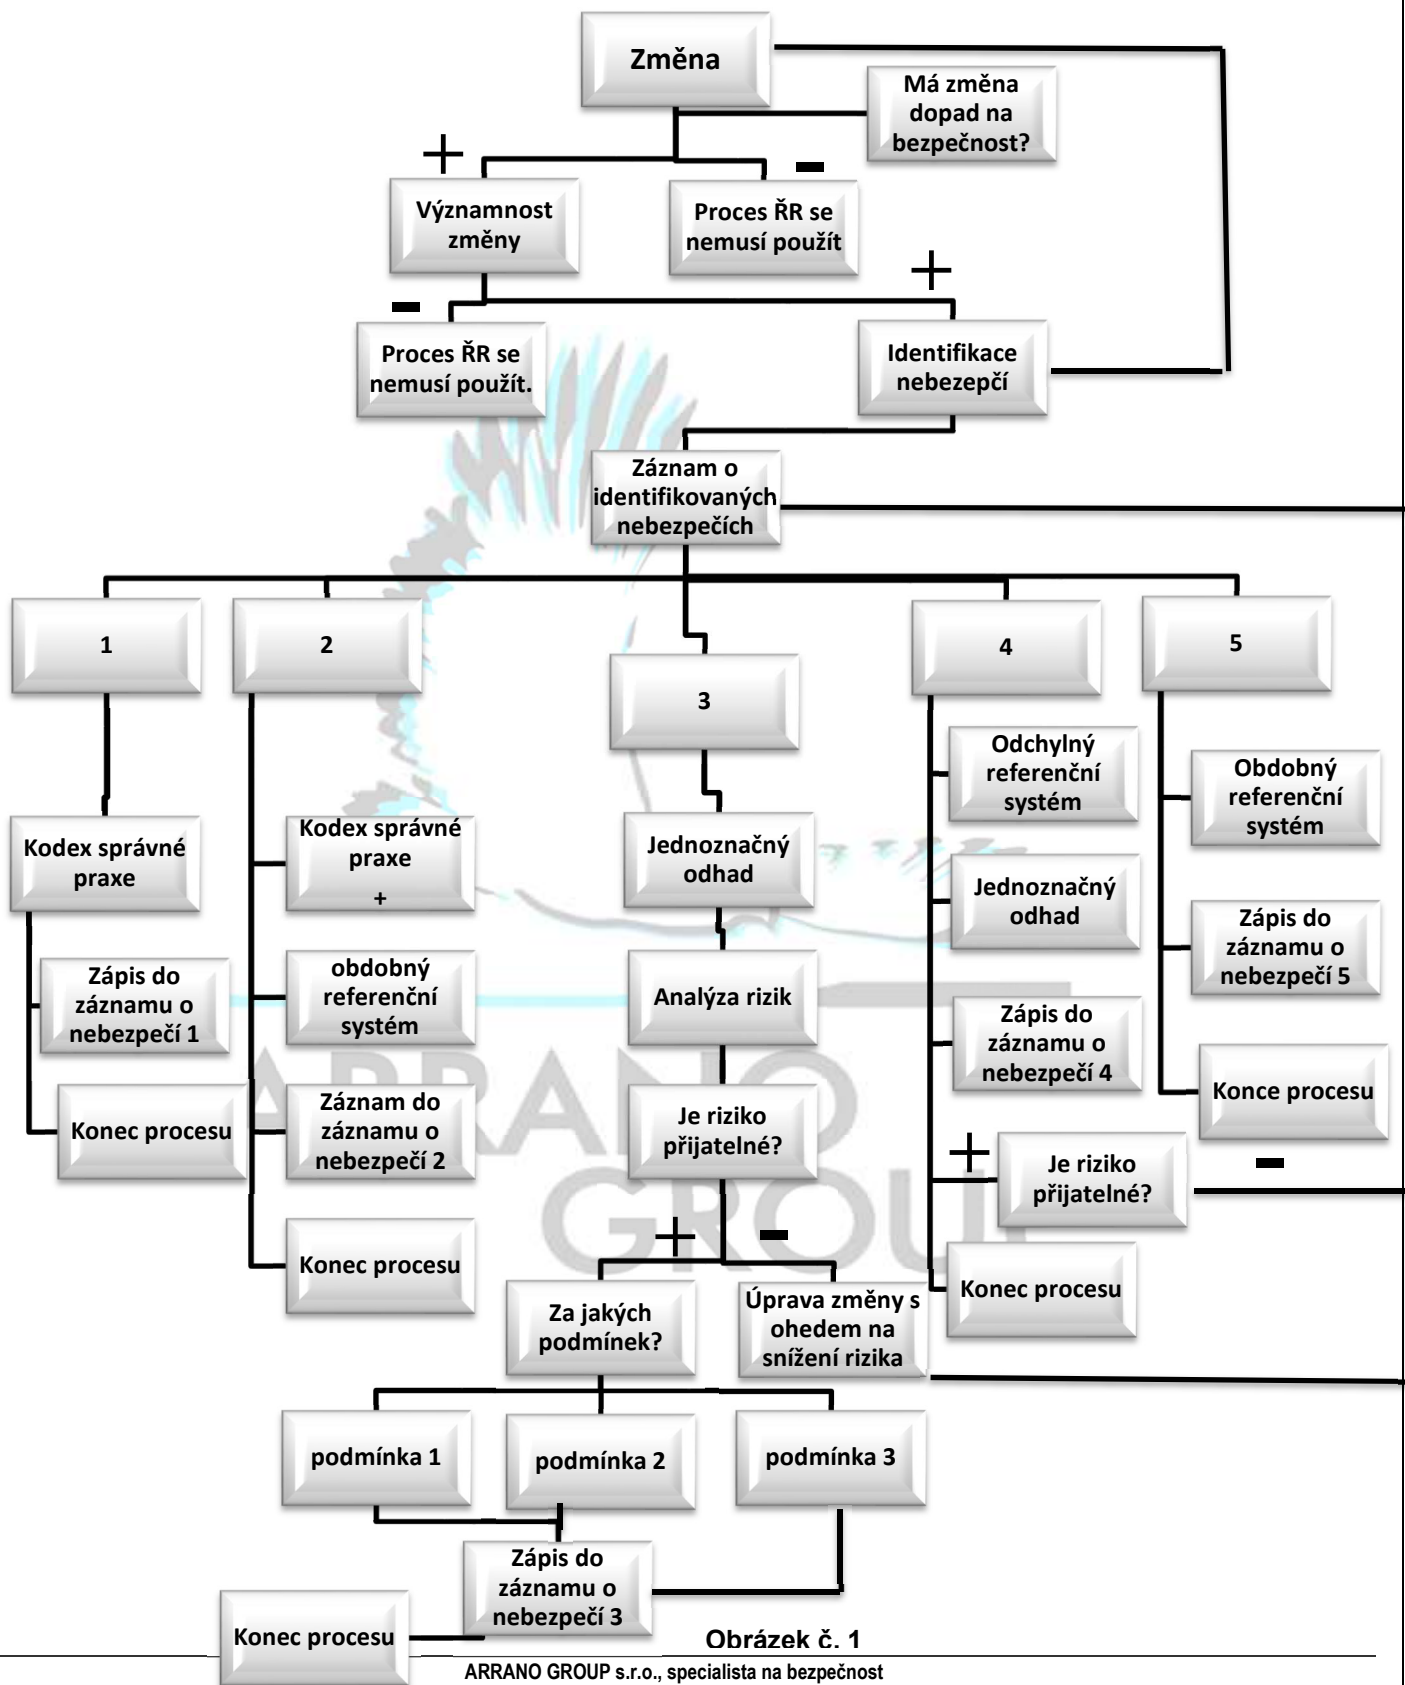 Změna
Má změna
dopad na
bezpečnost?
+
-
Významnost
změny
Proces ŘR se
nemusí použít
-
+
Proces ŘR se
nemusí použít.
Identifikace
nebezepčí
Záznam o
identifikovaných
nebezpečích
1
2
3
4
5
Kodex správné
praxe
Zápis do
záznamu o
nebezpečí 1
Konec procesu
Kodex správné
praxe
+
obdobný
referenční
systém
Záznam do
záznamu o
nebezpečí 2
Konec procesu
Jednoznačný
odhad
Analýza rizik
Je riziko
přijatelné?
+
-
Za jakých
podmínek?
Úprava změny s
ohedem na
snížení rizika
podmínka 1
podmínka 2
podmínka 3
Zápis do
záznamu o
nebezpečí 3
Konec procesu
Odchylný
referenční
systém
Jednoznačný
odhad
Zápis do
záznamu o
nebezpečí 4
+
Je riziko
přijatelné?
-
Konec procesu
Obdobný
referenční
systém
Zápis do
záznamu o
nebezpečí 5
Konce procesu
ARRANO
GROUP
Obrázek č. 1
ARRANO GROUP s.r.o., specialista na bezpečnost